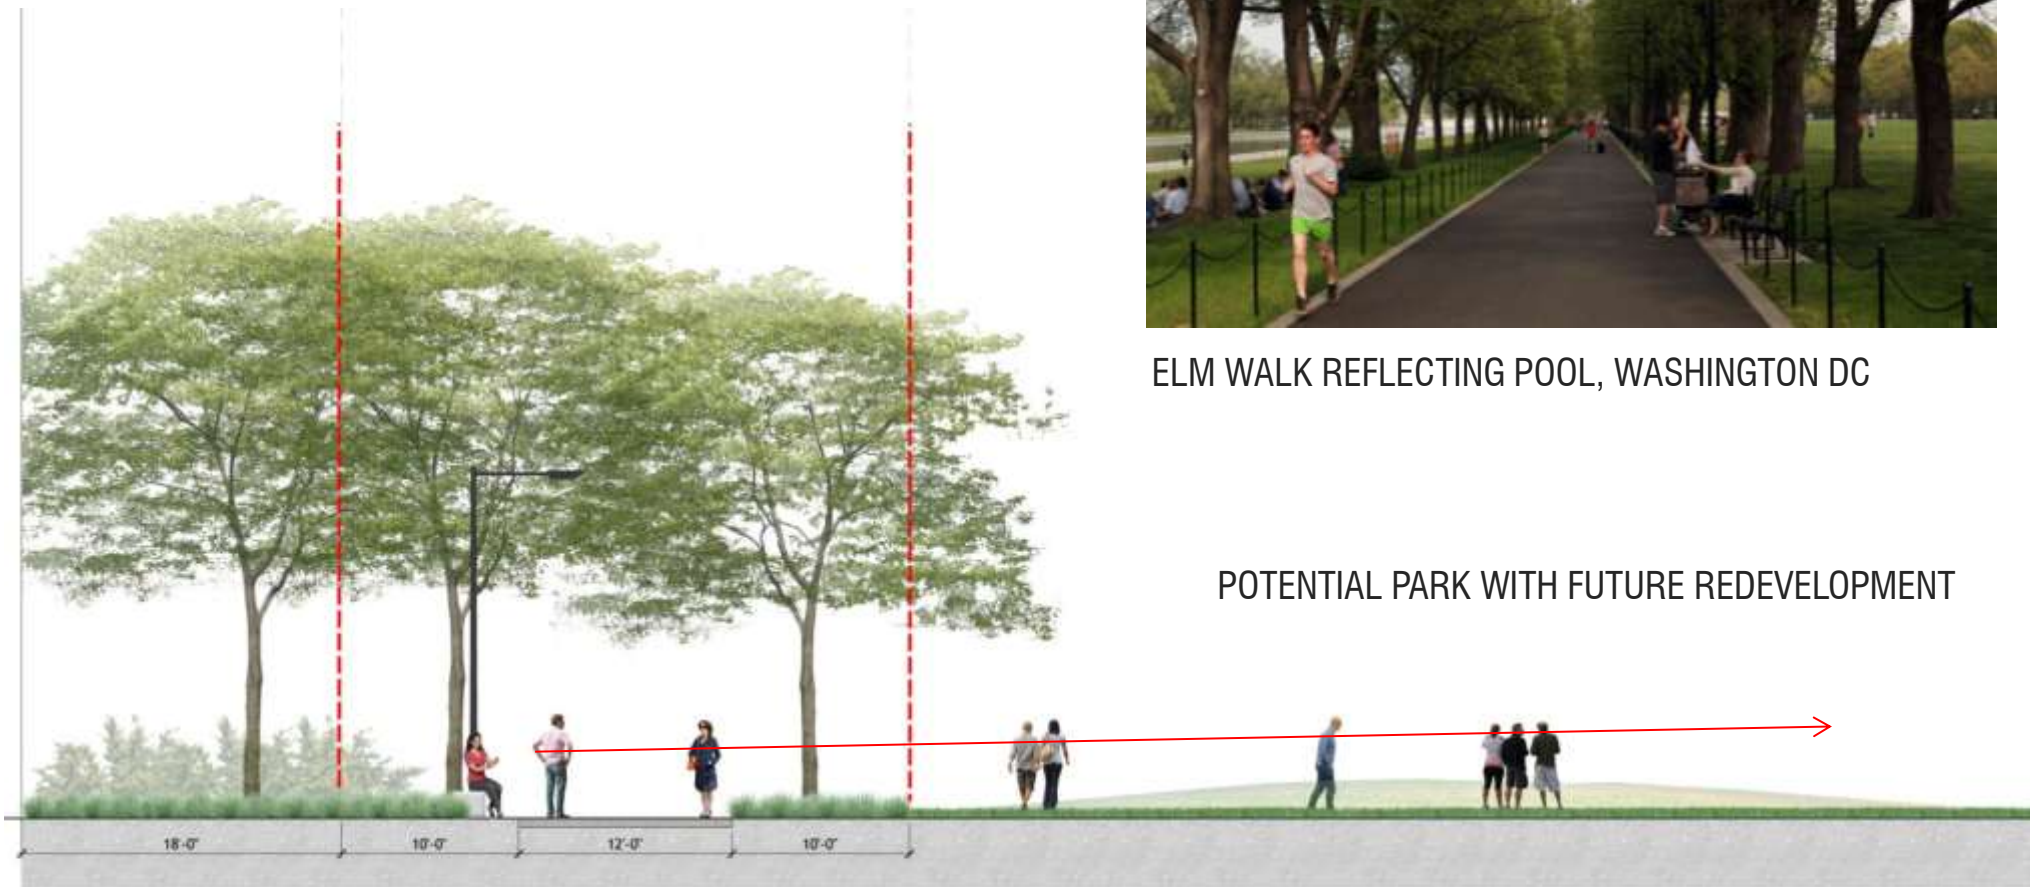 ELM WALK REFLECTING POOL, WASHINGTON DC
POTENTIAL PARK WITH FUTURE REDEVELOPMENT
18'-0" 10'-0" 12'-0" 10'-0"